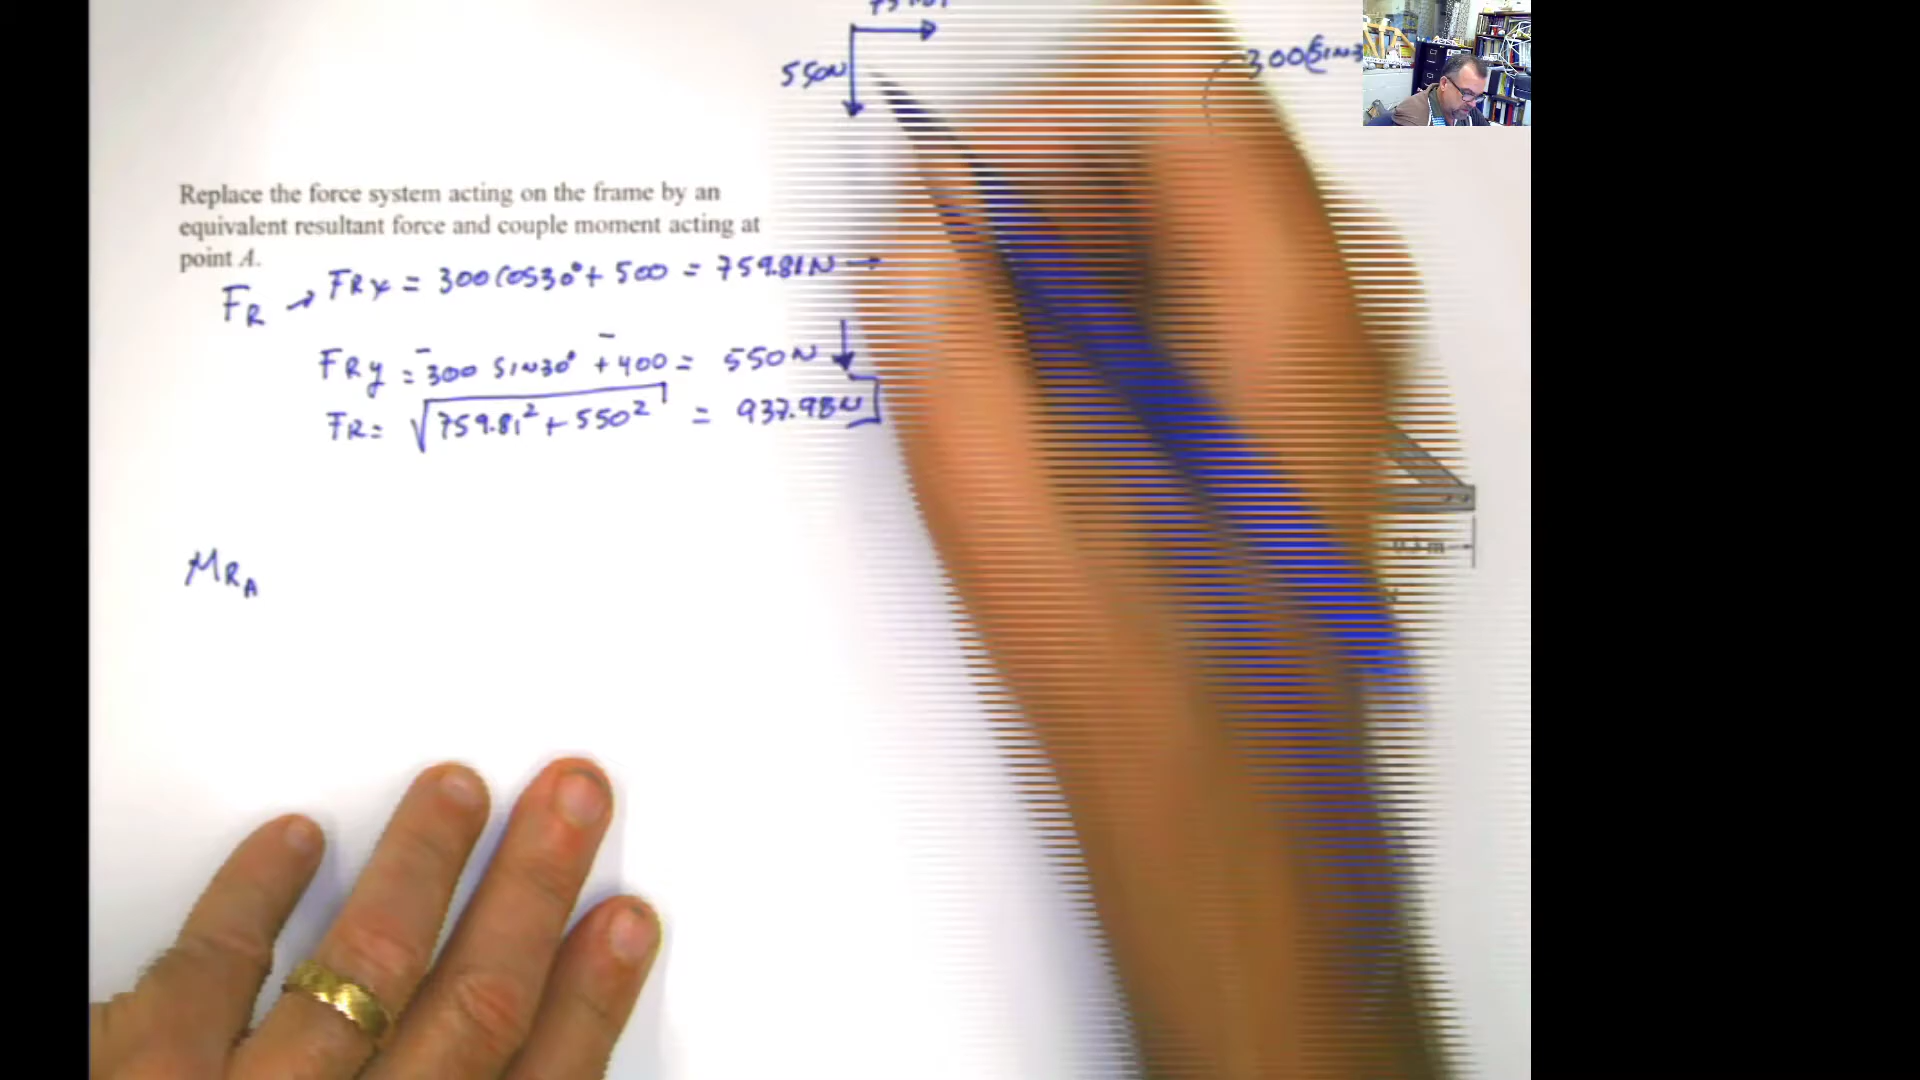 550N
300(SIN3
Replace the force system acting on the frame by an
equivalent resultant force and couple moment acting at
point A.
FR → FRx = 300 COS30° + 500 = 759.81N →
FRy = -300 SIN30° +- 400 = 550N ↓
FR = √759.81² + 550² = 937.98N
MRA